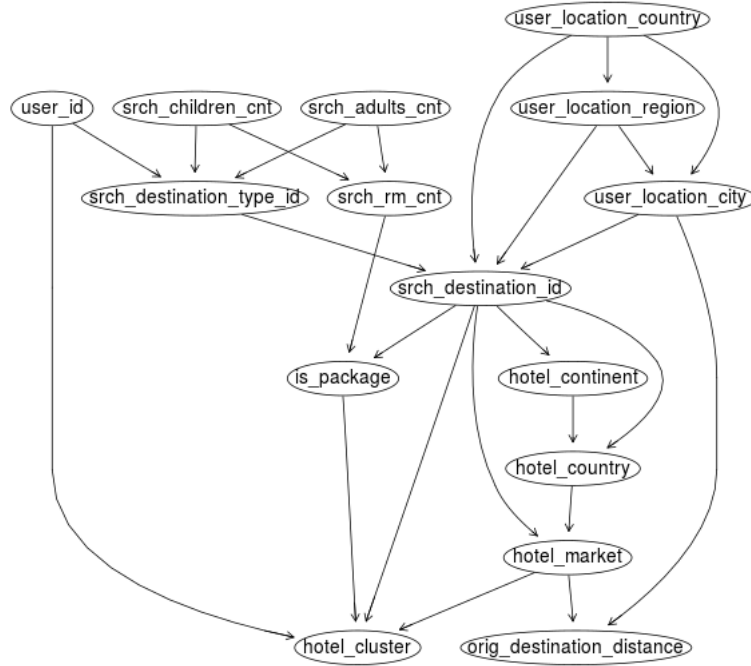 user_location_country
user_id
srch_children_cnt
srch_adults_cnt
user_location_region
srch_destination_type_id
srch_rm_cnt
user_location_city
srch_destination_id
is_package
hotel_continent
hotel_country
hotel_market
hotel_cluster
orig_destination_distance